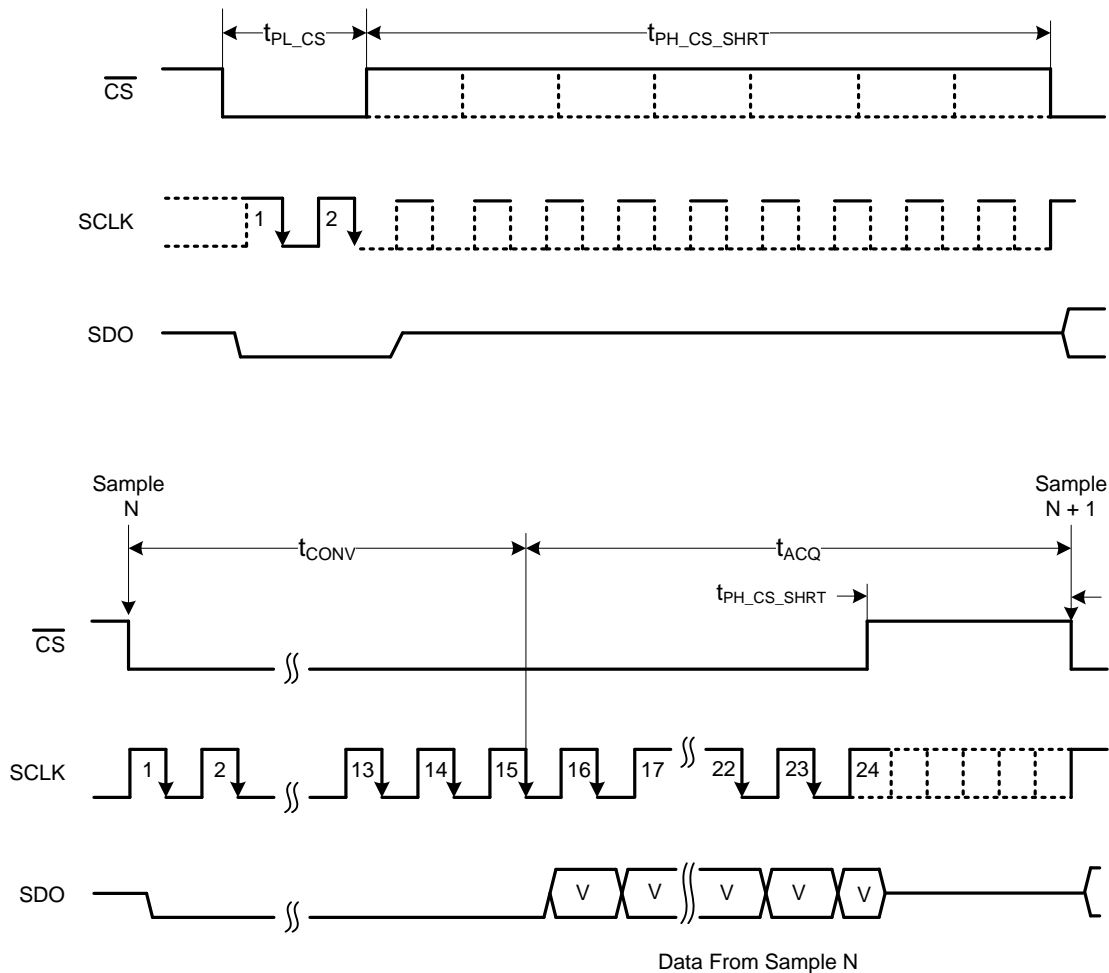 tPL_CS
tPH_CS_SHRT
CS
SCLK
1
2
SDO
Sample
N
Sample
N + 1
tCONV
tACQ
tPH_CS_SHRT
CS
SCLK
1 2 13 14 15 16 17 22 23 24
SDO
V V V V V
Data From Sample N